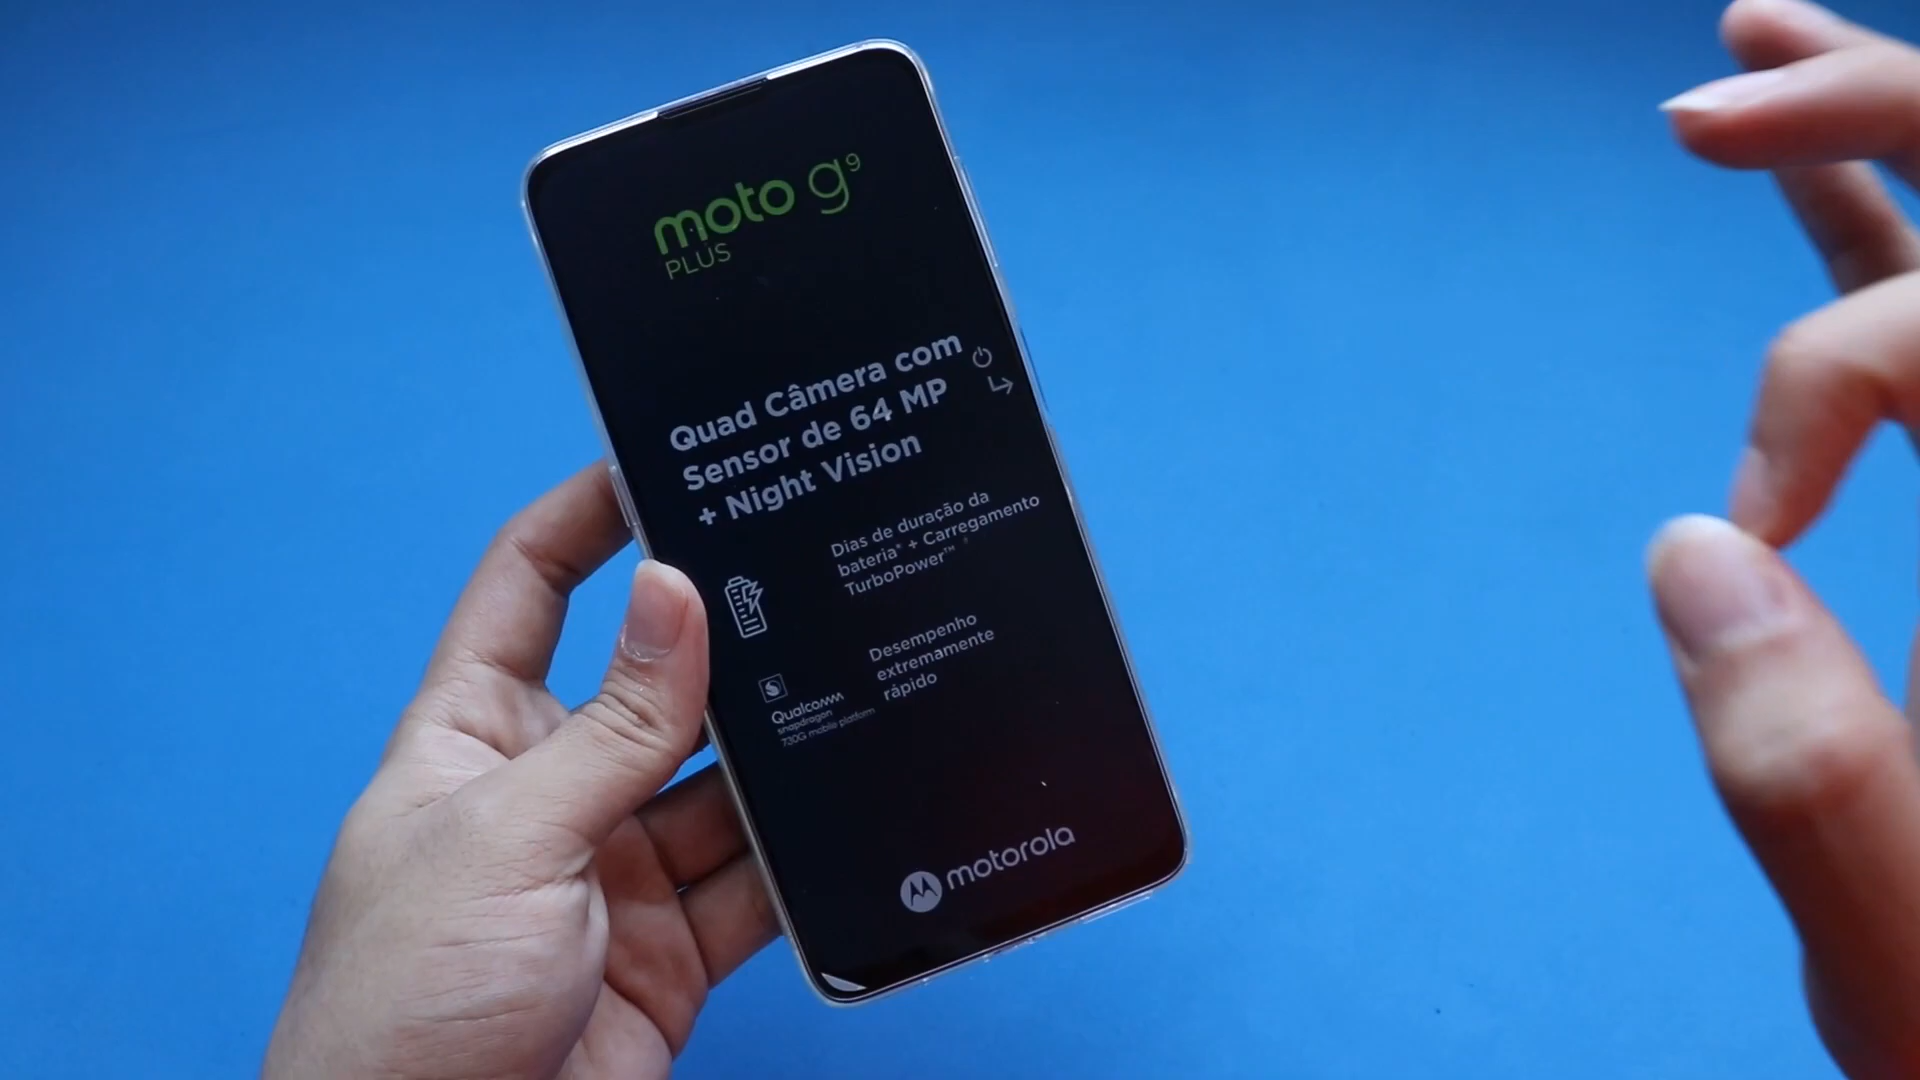 moto g9
PLUS
Quad Câmera com
Sensor de 64 MP
+ Night Vision
Dias de duração da
bateria* + Carregamento
TurboPower™
Desempenho
extremamente
rápido
Qualcomm
snapdragon
730G mobile platform
motorola